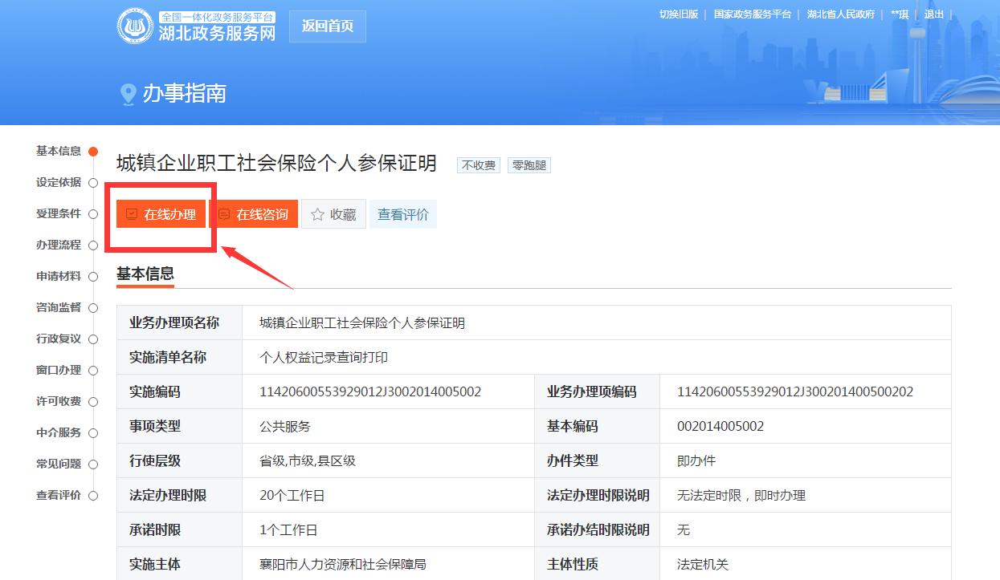 全国一体化政务服务平台
湖北政务服务网
返回首页
切换旧版 | 国家政务服务平台 | 湖北省人民政府 | **琪 | 退出 |
办事指南
基本信息
设定依据
受理条件
办理流程
申请材料
咨询监督
行政复议
窗口办理
许可收费
中介服务
常见问题
查看评价
城镇企业职工社会保险个人参保证明 不收费 零跑腿
在线办理 在线咨询 收藏 查看评价
基本信息
业务办理项名称 城镇企业职工社会保险个人参保证明
实施清单名称 个人权益记录查询打印
实施编码 11420600553929012J3002014005002 业务办理项编码 11420600553929012J300201400500202
事项类型 公共服务 基本编码 002014005002
行使层级 省级,市级,县区级 办件类型 即办件
法定办理时限 20个工作日 法定办理时限说明 无法定时限，即时办理
承诺时限 1个工作日 承诺办结时限说明 无
实施主体 襄阳市人力资源和社会保障局 主体性质 法定机关